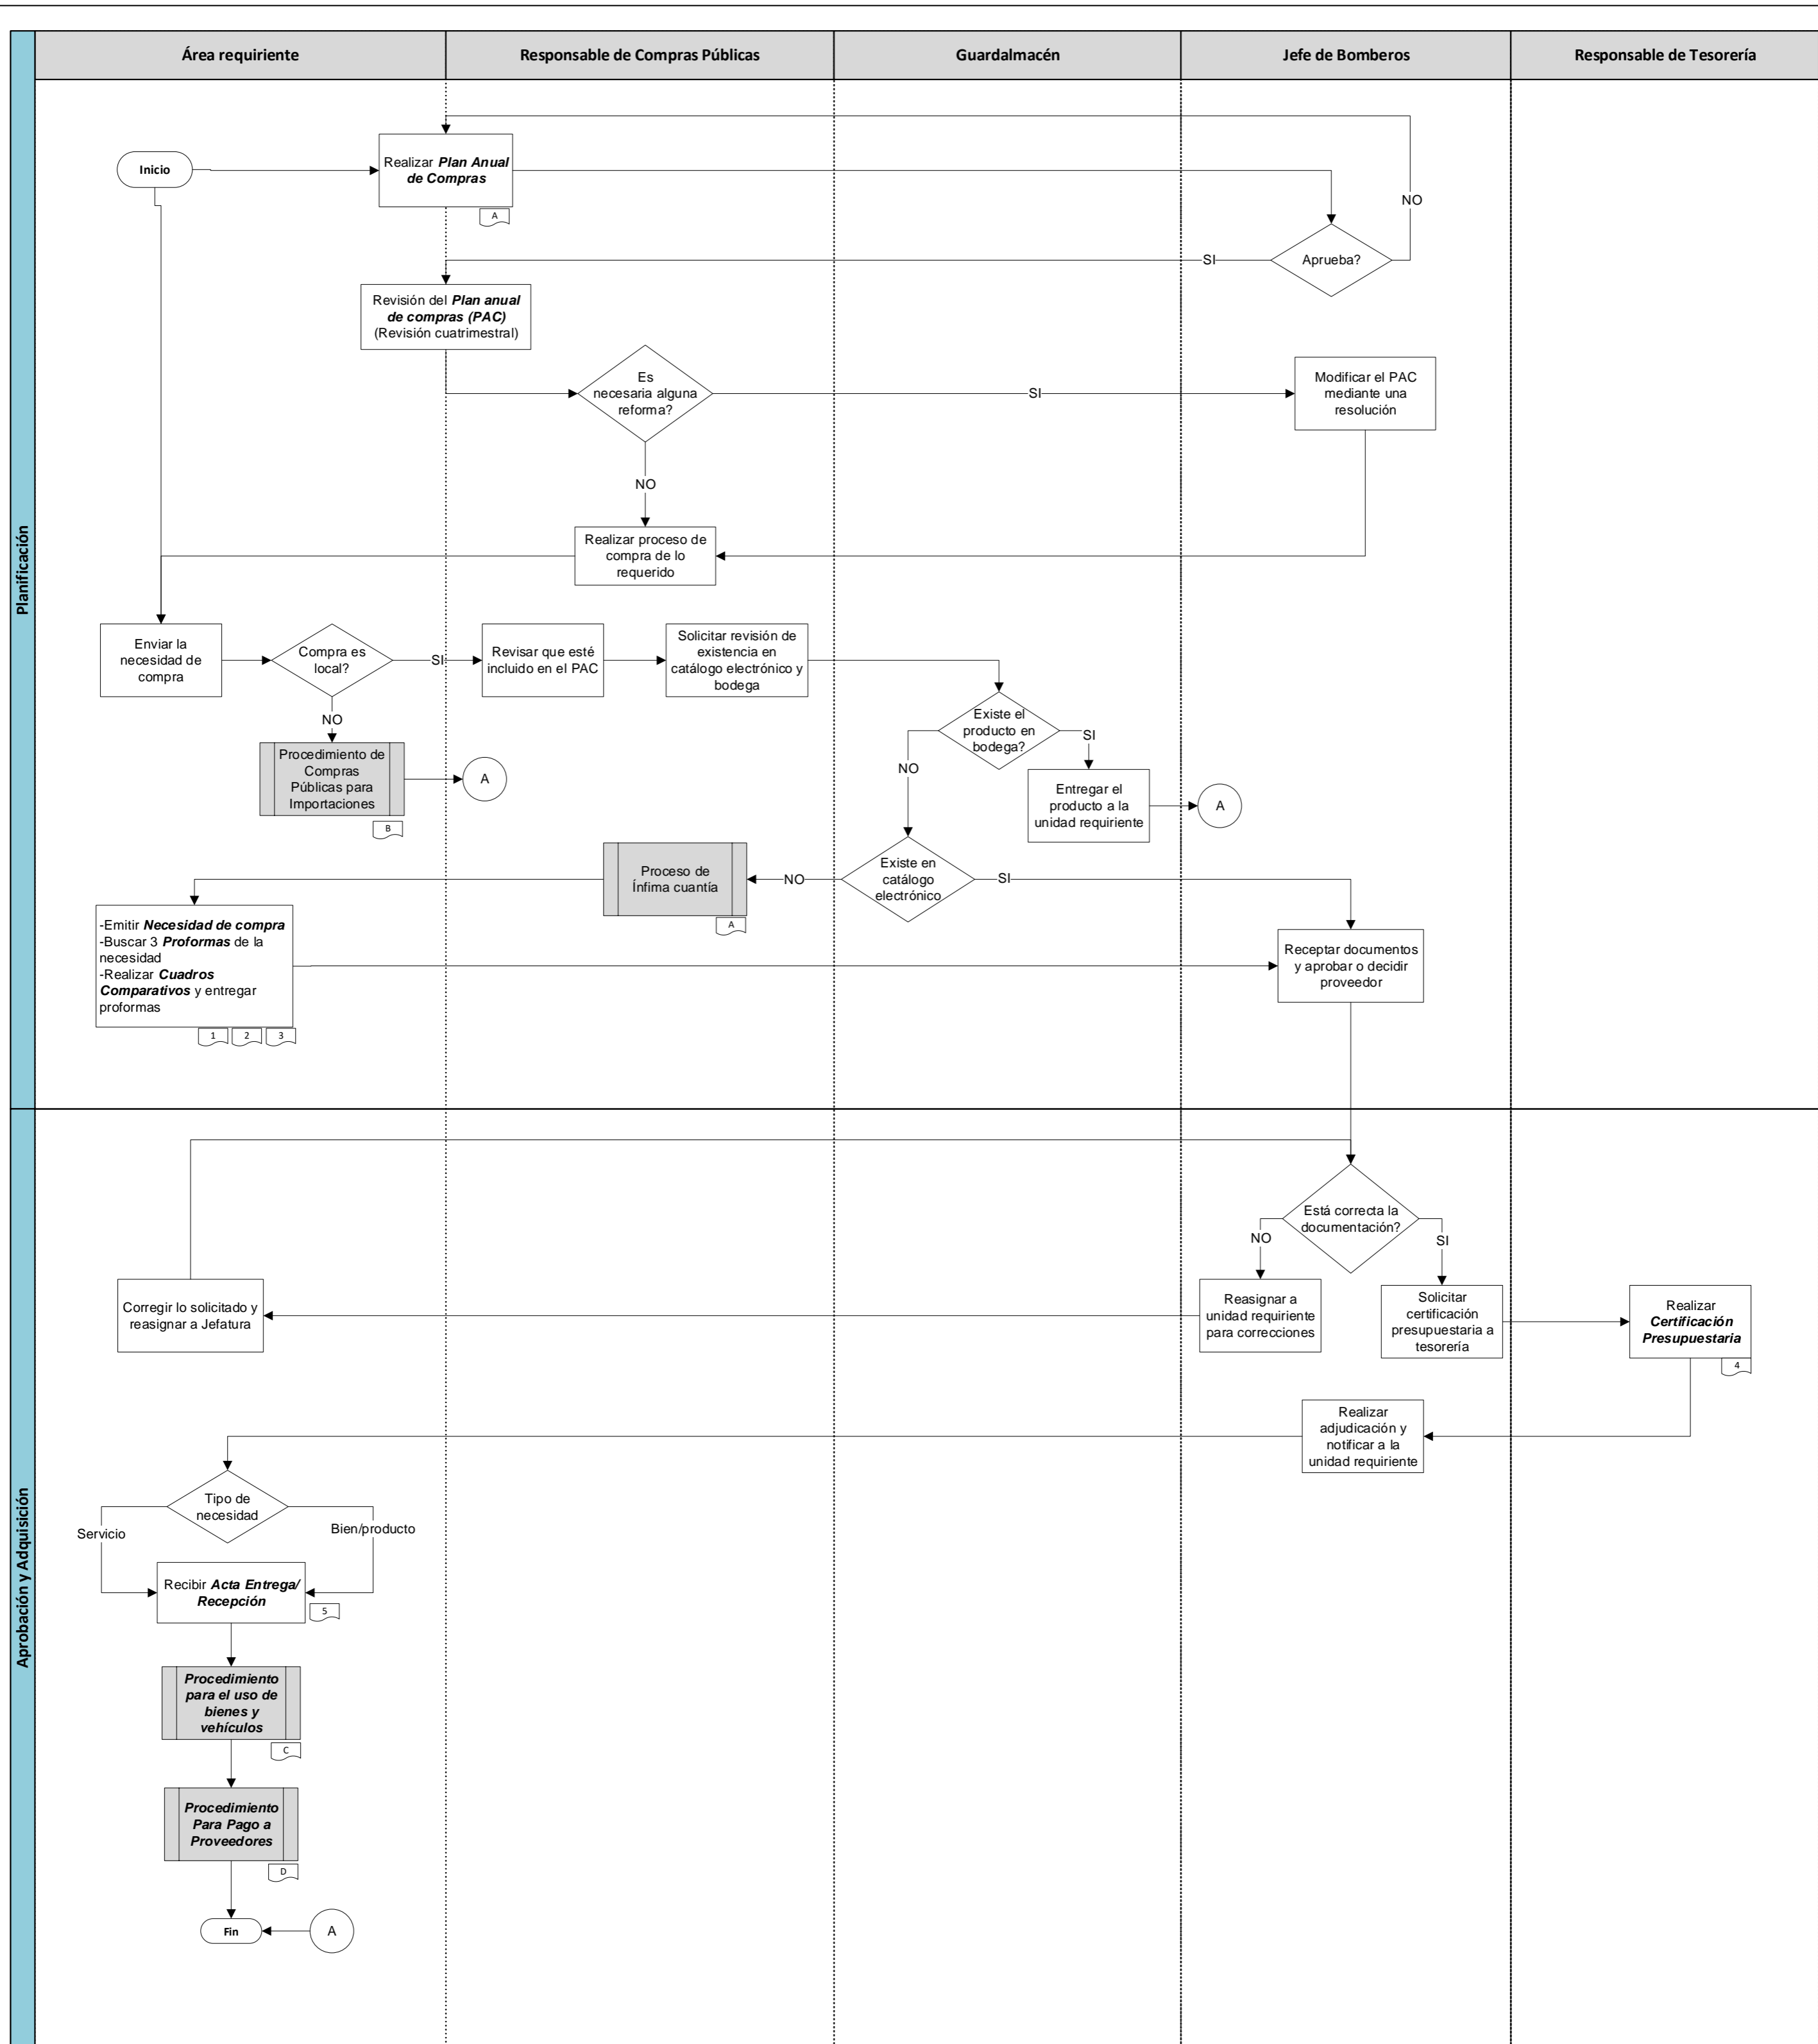 Área requiriente
Responsable de Compras Públicas
Guardalmacén
Jefe de Bomberos
Responsable de Tesorería
Planificación
Inicio
Realizar Plan Anual
de Compras
A
NO
Aprueba?
SI
Revisión del Plan anual
de compras (PAC)
(Revisión cuatrimestral)
Es
necesaria alguna
reforma?
SI
Modificar el PAC
mediante una
resolución
NO
Realizar proceso de
compra de lo
requerido
Enviar la
necesidad de
compra
Compra es
local?
SI
Revisar que esté
incluido en el PAC
Solicitar revisión de
existencia en
catálogo electrónico y
bodega
NO
Existe el
producto en
bodega?
SI
NO
Procedimiento de
Compras
Públicas para
Importaciones
B
A
Entregar el
producto a la
unidad requiriente
A
Existe en
catálogo
electrónico
NO
SI
Proceso de
Ínfima cuantía
A
-Emitir Necesidad de compra
-Buscar 3 Proformas de la
necesidad
-Realizar Cuadros
Comparativos y entregar
proformas
1
2
3
Receptar documentos
y aprobar o decidir
proveedor
Aprobación y Adquisición
Está correcta la
documentación?
NO
SI
Corregir lo solicitado y
reasignar a Jefatura
Reasignar a
unidad requiriente
para correcciones
Solicitar
certificación
presupuestaria a
tesorería
Realizar
Certificación
Presupuestaria
4
Realizar
adjudicación y
notificar a la
unidad requiriente
Tipo de
necesidad
Servicio
Bien/producto
Recibir Acta Entrega/
Recepción
5
Procedimiento
para el uso de
bienes y
vehículos
C
Procedimiento
Para Pago a
Proveedores
D
Fin
A